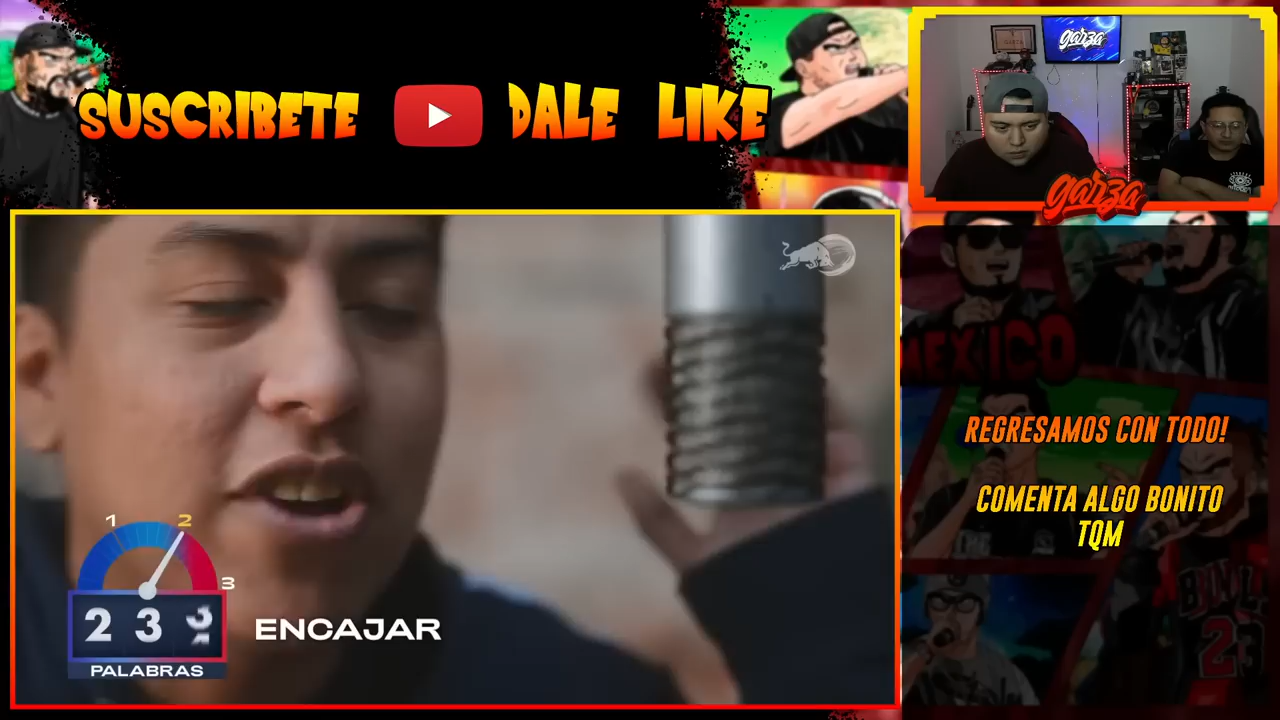 SUSCRIBETE DALE LIKE
garza
garza
MEXICO
REGRESAMOS CON TODO!
COMENTA ALGO BONITO
TQM
1 2 3
2 3
ENCAJAR
PALABRAS